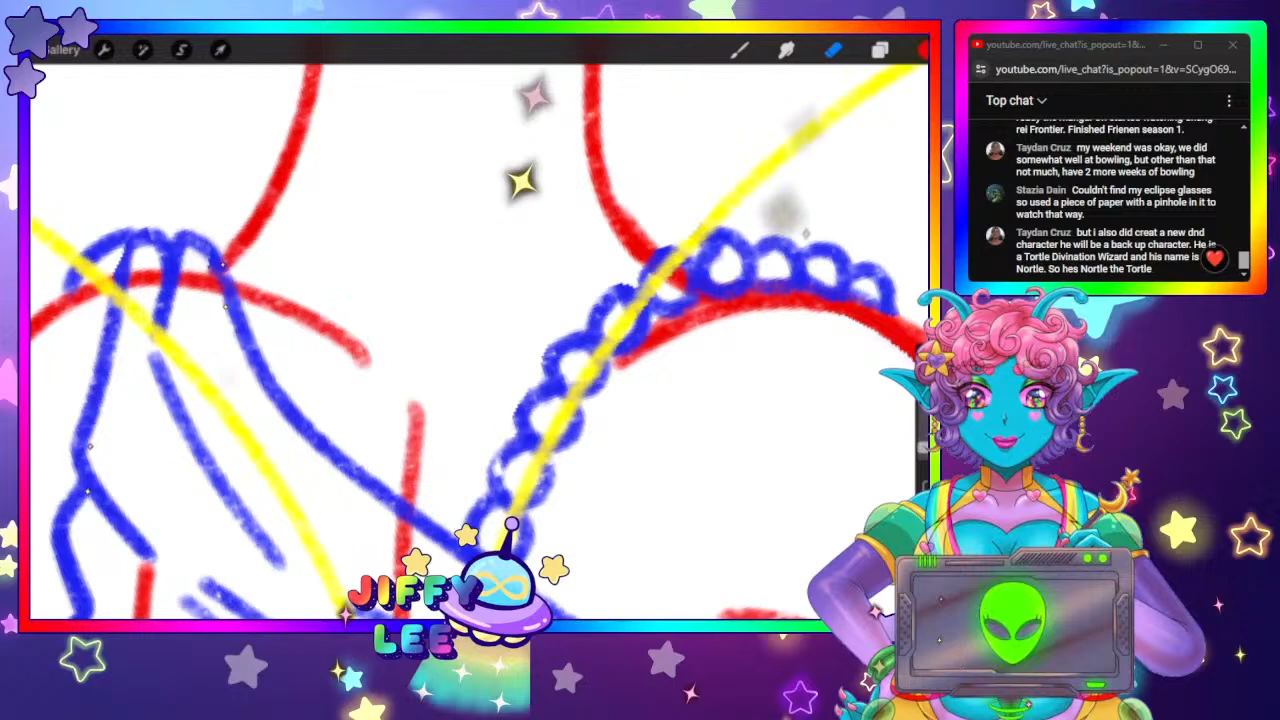 allery
youtube.com/live_chat?is_popout=1&l...
youtube.com/live_chat?is_popout=1&v=SCygO69...
Top chat
rei Frontier. Finished Frienen season 1.
Taydan Cruz my weekend was okay, we did
somewhat well at bowling, but other than that
not much, have 2 more weeks of bowling
Stazia Dain Couldn't find my eclipse glasses
so used a piece of paper with a pinhole in it to
watch that way.
Taydan Cruz but i also did creat a new dnd
character he will be a back up character. He is
a Tortle Divination Wizard and his name is
Nortle. So hes Nortle the Tortle
JIFFY
LEE